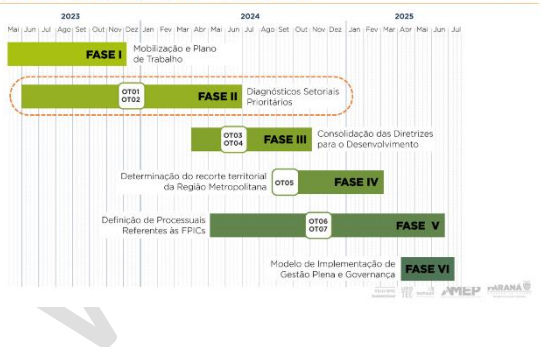 2023 2024 2025
Mai Jun Jul Ago Set Out Nov Dez Jan Fev Mar Abr Mai Jun Jul Ago Set Out Nov Dez Jan Fev Mar Abr Mai Jun Jul
FASE I Mobilização e Plano
de Trabalho
OT01
OT02
FASE II Diagnósticos Setoriais
Prioritários
OT03
OT04
FASE III Consolidação das Diretrizes
para o Desenvolvimento
Determinação do recorte territorial
da Região Metropolitana
OT05
FASE IV
Definição de Processuais
Referentes às FPICs
OT06
OT07
FASE V
Modelo de Implementação de
Gestão Plena e Governança
FASE VI
AMEP PARANÁ